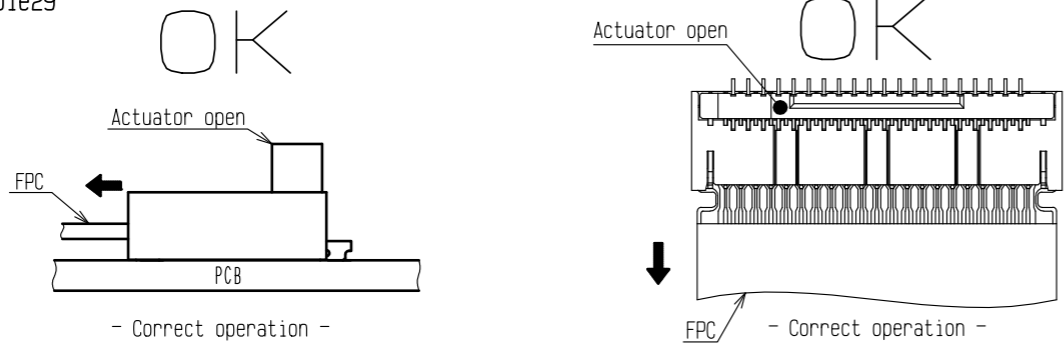 OK
Actuator open
FPC
PCB
- Correct operation -
OK
Actuator open
FPC
- Correct operation -